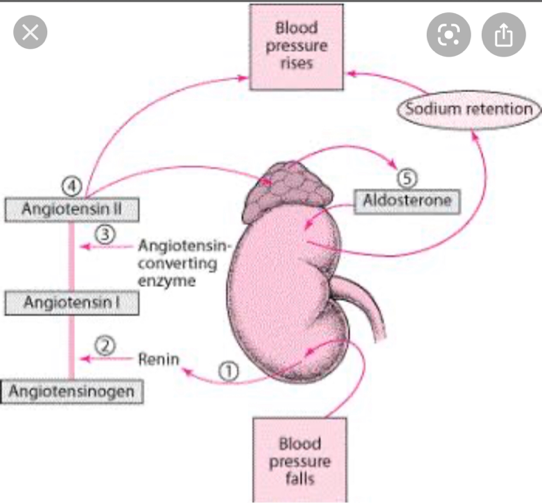 Blood
pressure
rises
Sodium retention
④
⑤
Angiotensin II
Aldosterone
③
Angiotensin-
converting
enzyme
Angiotensin I
②
Renin
①
Angiotensinogen
Blood
pressure
falls